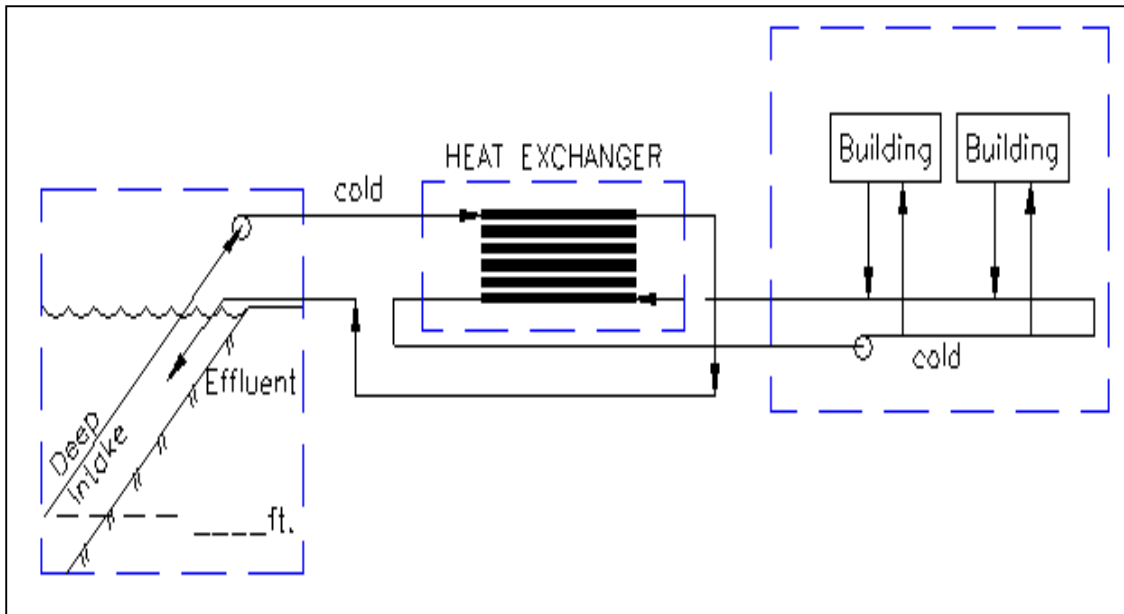 HEAT EXCHANGER
cold
Building
Building
cold
Effluent
Deep
Intake
____ft.